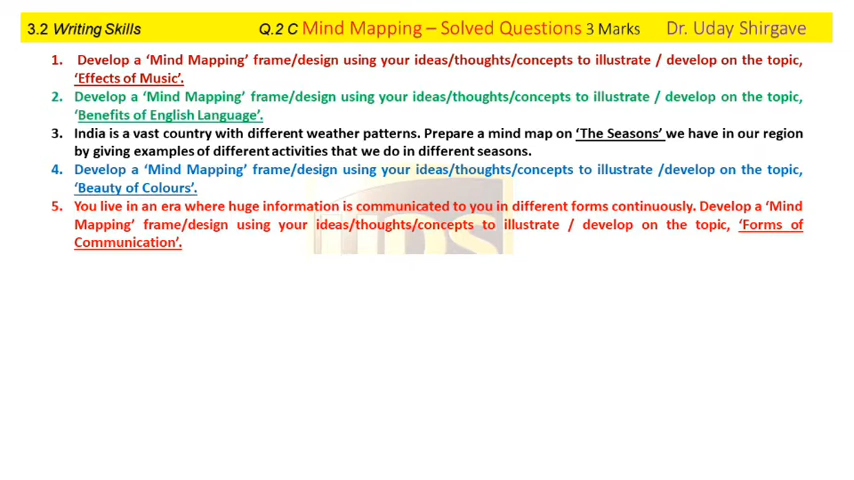 3.2 Writing Skills Q.2 C Mind Mapping – Solved Questions 3 Marks Dr. Uday Shirgave
1. Develop a ‘Mind Mapping’ frame/design using your ideas/thoughts/concepts to illustrate / develop on the topic,
‘Effects of Music’.
2. Develop a ‘Mind Mapping’ frame/design using your ideas/thoughts/concepts to illustrate / develop on the topic,
‘Benefits of English Language’.
3. India is a vast country with different weather patterns. Prepare a mind map on ‘The Seasons’ we have in our region
by giving examples of different activities that we do in different seasons.
4. Develop a ‘Mind Mapping’ frame/design using your ideas/thoughts/concepts to illustrate /develop on the topic,
‘Beauty of Colours’.
5. You live in an era where huge information is communicated to you in different forms continuously. Develop a ‘Mind
Mapping’ frame/design using your ideas/thoughts/concepts to illustrate / develop on the topic, ‘Forms of
Communication’.